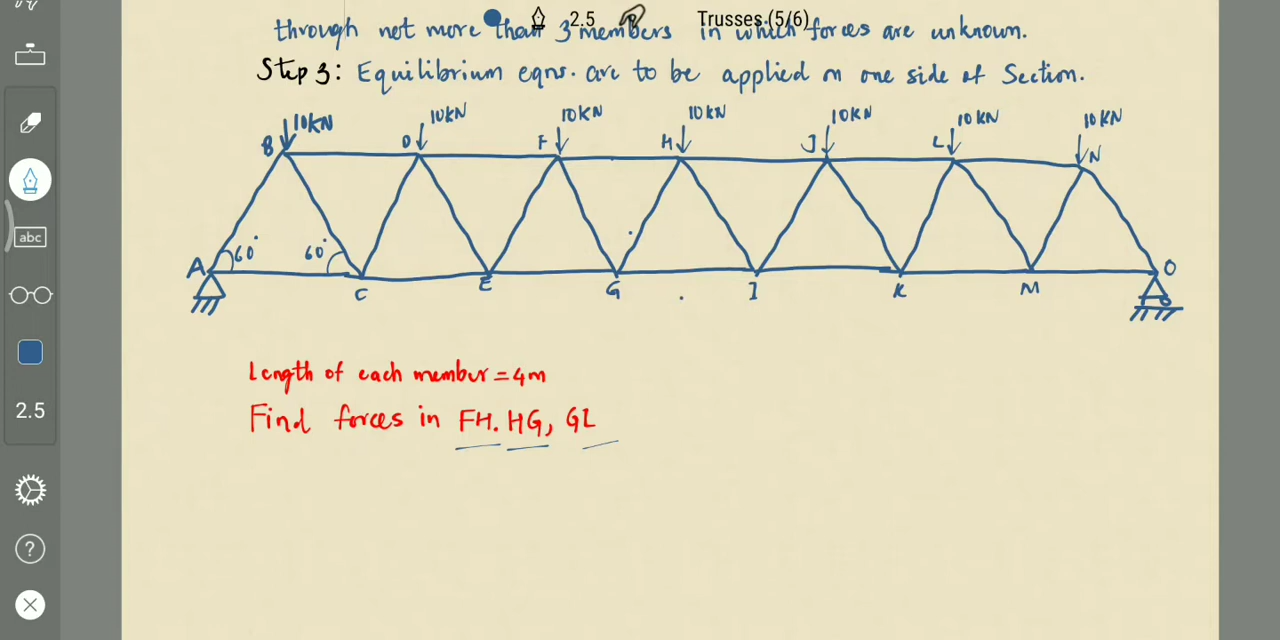 2.5 Trusses (5/6)
through not more than 3 members in which forces are unknown.
Step 3: Equilibrium eqns. are to be applied on one side of Section.
10KN 10KN 10KN 10KN 10KN 10KN 10KN
B D F H J L N
60° 60°
A C E G I K M O
abc
Length of each member = 4m
Find forces in FH. HG, GI
2.5
?